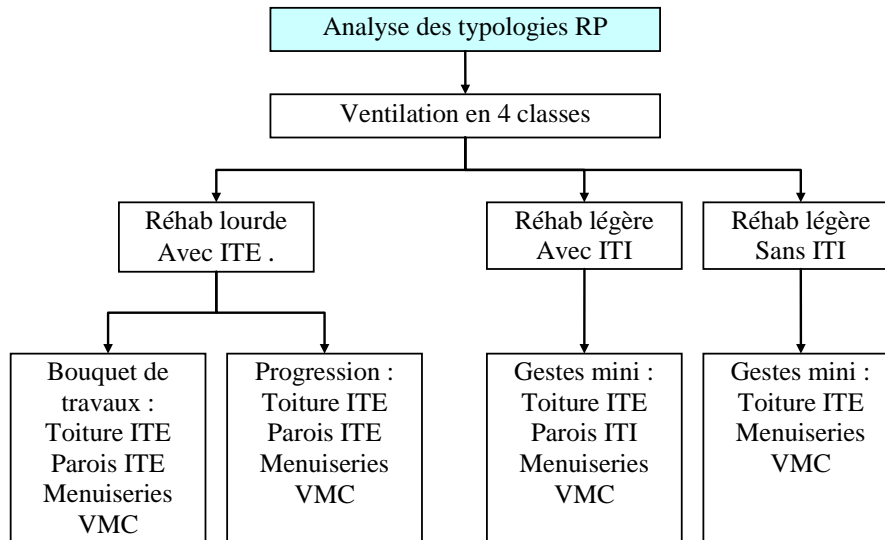 Analyse des typologies RP
Ventilation en 4 classes
Réhab lourde
Avec ITE .
Réhab légère
Avec ITI
Réhab légère
Sans ITI
Bouquet de
travaux :
Toiture ITE
Parois ITE
Menuiseries
VMC
Progression :
Toiture ITE
Parois ITE
Menuiseries
VMC
Gestes mini :
Toiture ITE
Parois ITI
Menuiseries
VMC
Gestes mini :
Toiture ITE
Menuiseries
VMC